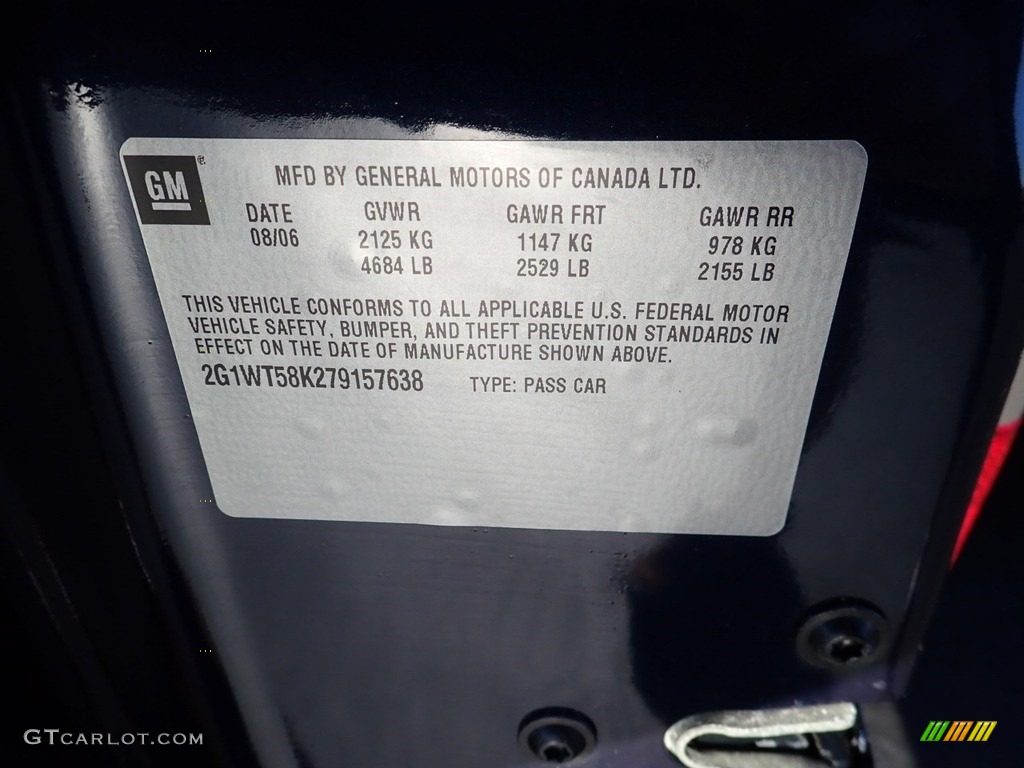 GM ®
MFD BY GENERAL MOTORS OF CANADA LTD.
DATE GVWR GAWR FRT GAWR RR
08/06 2125 KG 1147 KG 978 KG
4684 LB 2529 LB 2155 LB
THIS VEHICLE CONFORMS TO ALL APPLICABLE U.S. FEDERAL MOTOR
VEHICLE SAFETY, BUMPER, AND THEFT PREVENTION STANDARDS IN
EFFECT ON THE DATE OF MANUFACTURE SHOWN ABOVE.
2G1WT58K279157638 TYPE: PASS CAR
GTCARLOT.COM